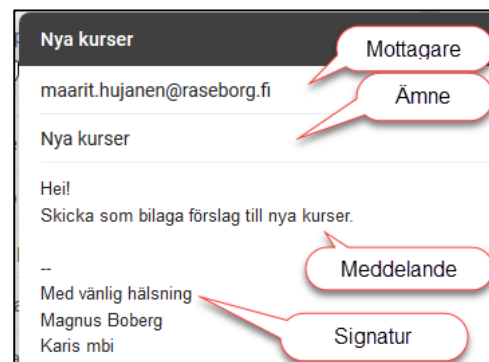 Nya kurser
Mottagare
maarit.hujanen@raseborg.fi
Ämne
Nya kurser
Hei!
Skicka som bilaga förslag till nya kurser.
Meddelande
--
Med vänlig hälsning
Magnus Boberg
Signatur
Karis mbi